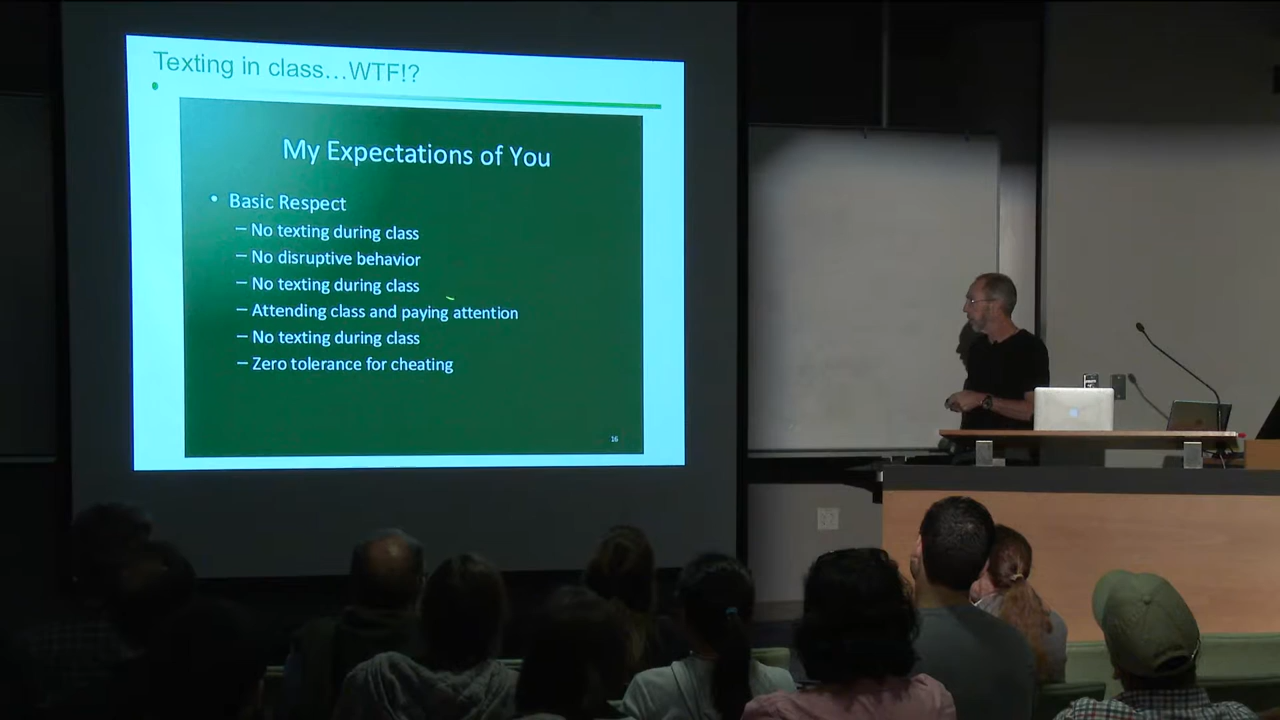 Texting in class...WTF!?
My Expectations of You
• Basic Respect
– No texting during class
– No disruptive behavior
– No texting during class
– Attending class and paying attention
– No texting during class
– Zero tolerance for cheating
16